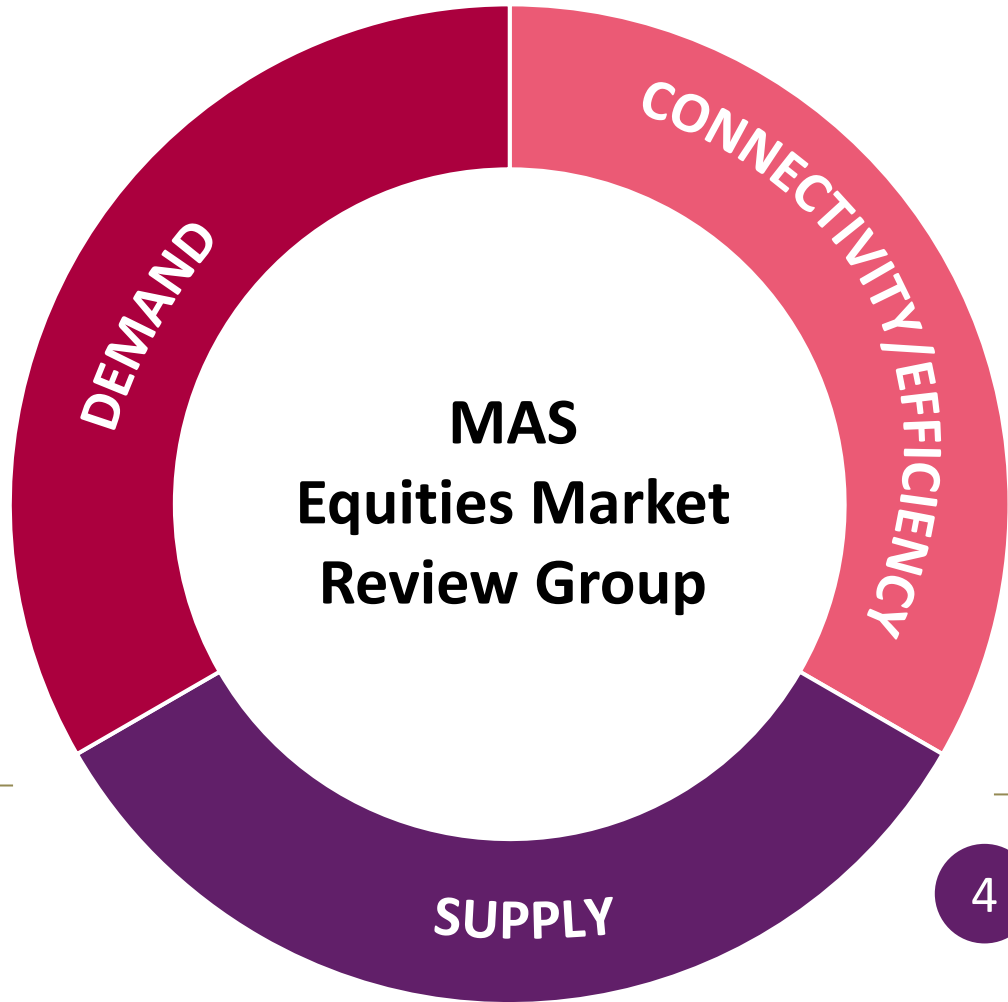 CONNECTIVITY/EFFICIENCY
DEMAND
MAS
Equities Market
Review Group
SUPPLY
4